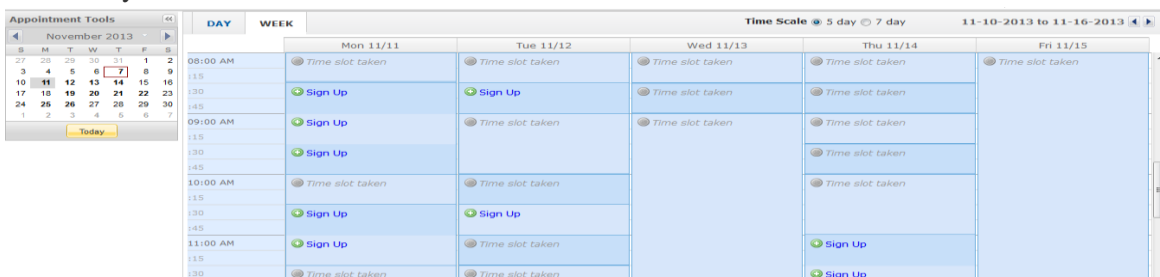 Appointment Tools
DAY WEEK Time Scale 5 day 7 day 11-10-2013 to 11-16-2013
November 2013
S M T W T F S
27 28 29 30 31 1 2
3 4 5 6 7 8 9
10 11 12 13 14 15 16
17 18 19 20 21 22 23
24 25 26 27 28 29 30
1 2 3 4 5 6 7
Today
Mon 11/11 Tue 11/12 Wed 11/13 Thu 11/14 Fri 11/15
08:00 AM Time slot taken Time slot taken Time slot taken Time slot taken Time slot taken
:15
:30 Sign Up Sign Up Time slot taken Time slot taken
:45
09:00 AM Sign Up Time slot taken Time slot taken Time slot taken
:15
:30 Sign Up Time slot taken
:45
10:00 AM Time slot taken Time slot taken Time slot taken
:15
:30 Sign Up Sign Up
:45
11:00 AM Sign Up Time slot taken Sign Up
:15
:30 Time slot taken Time slot taken Sign Up